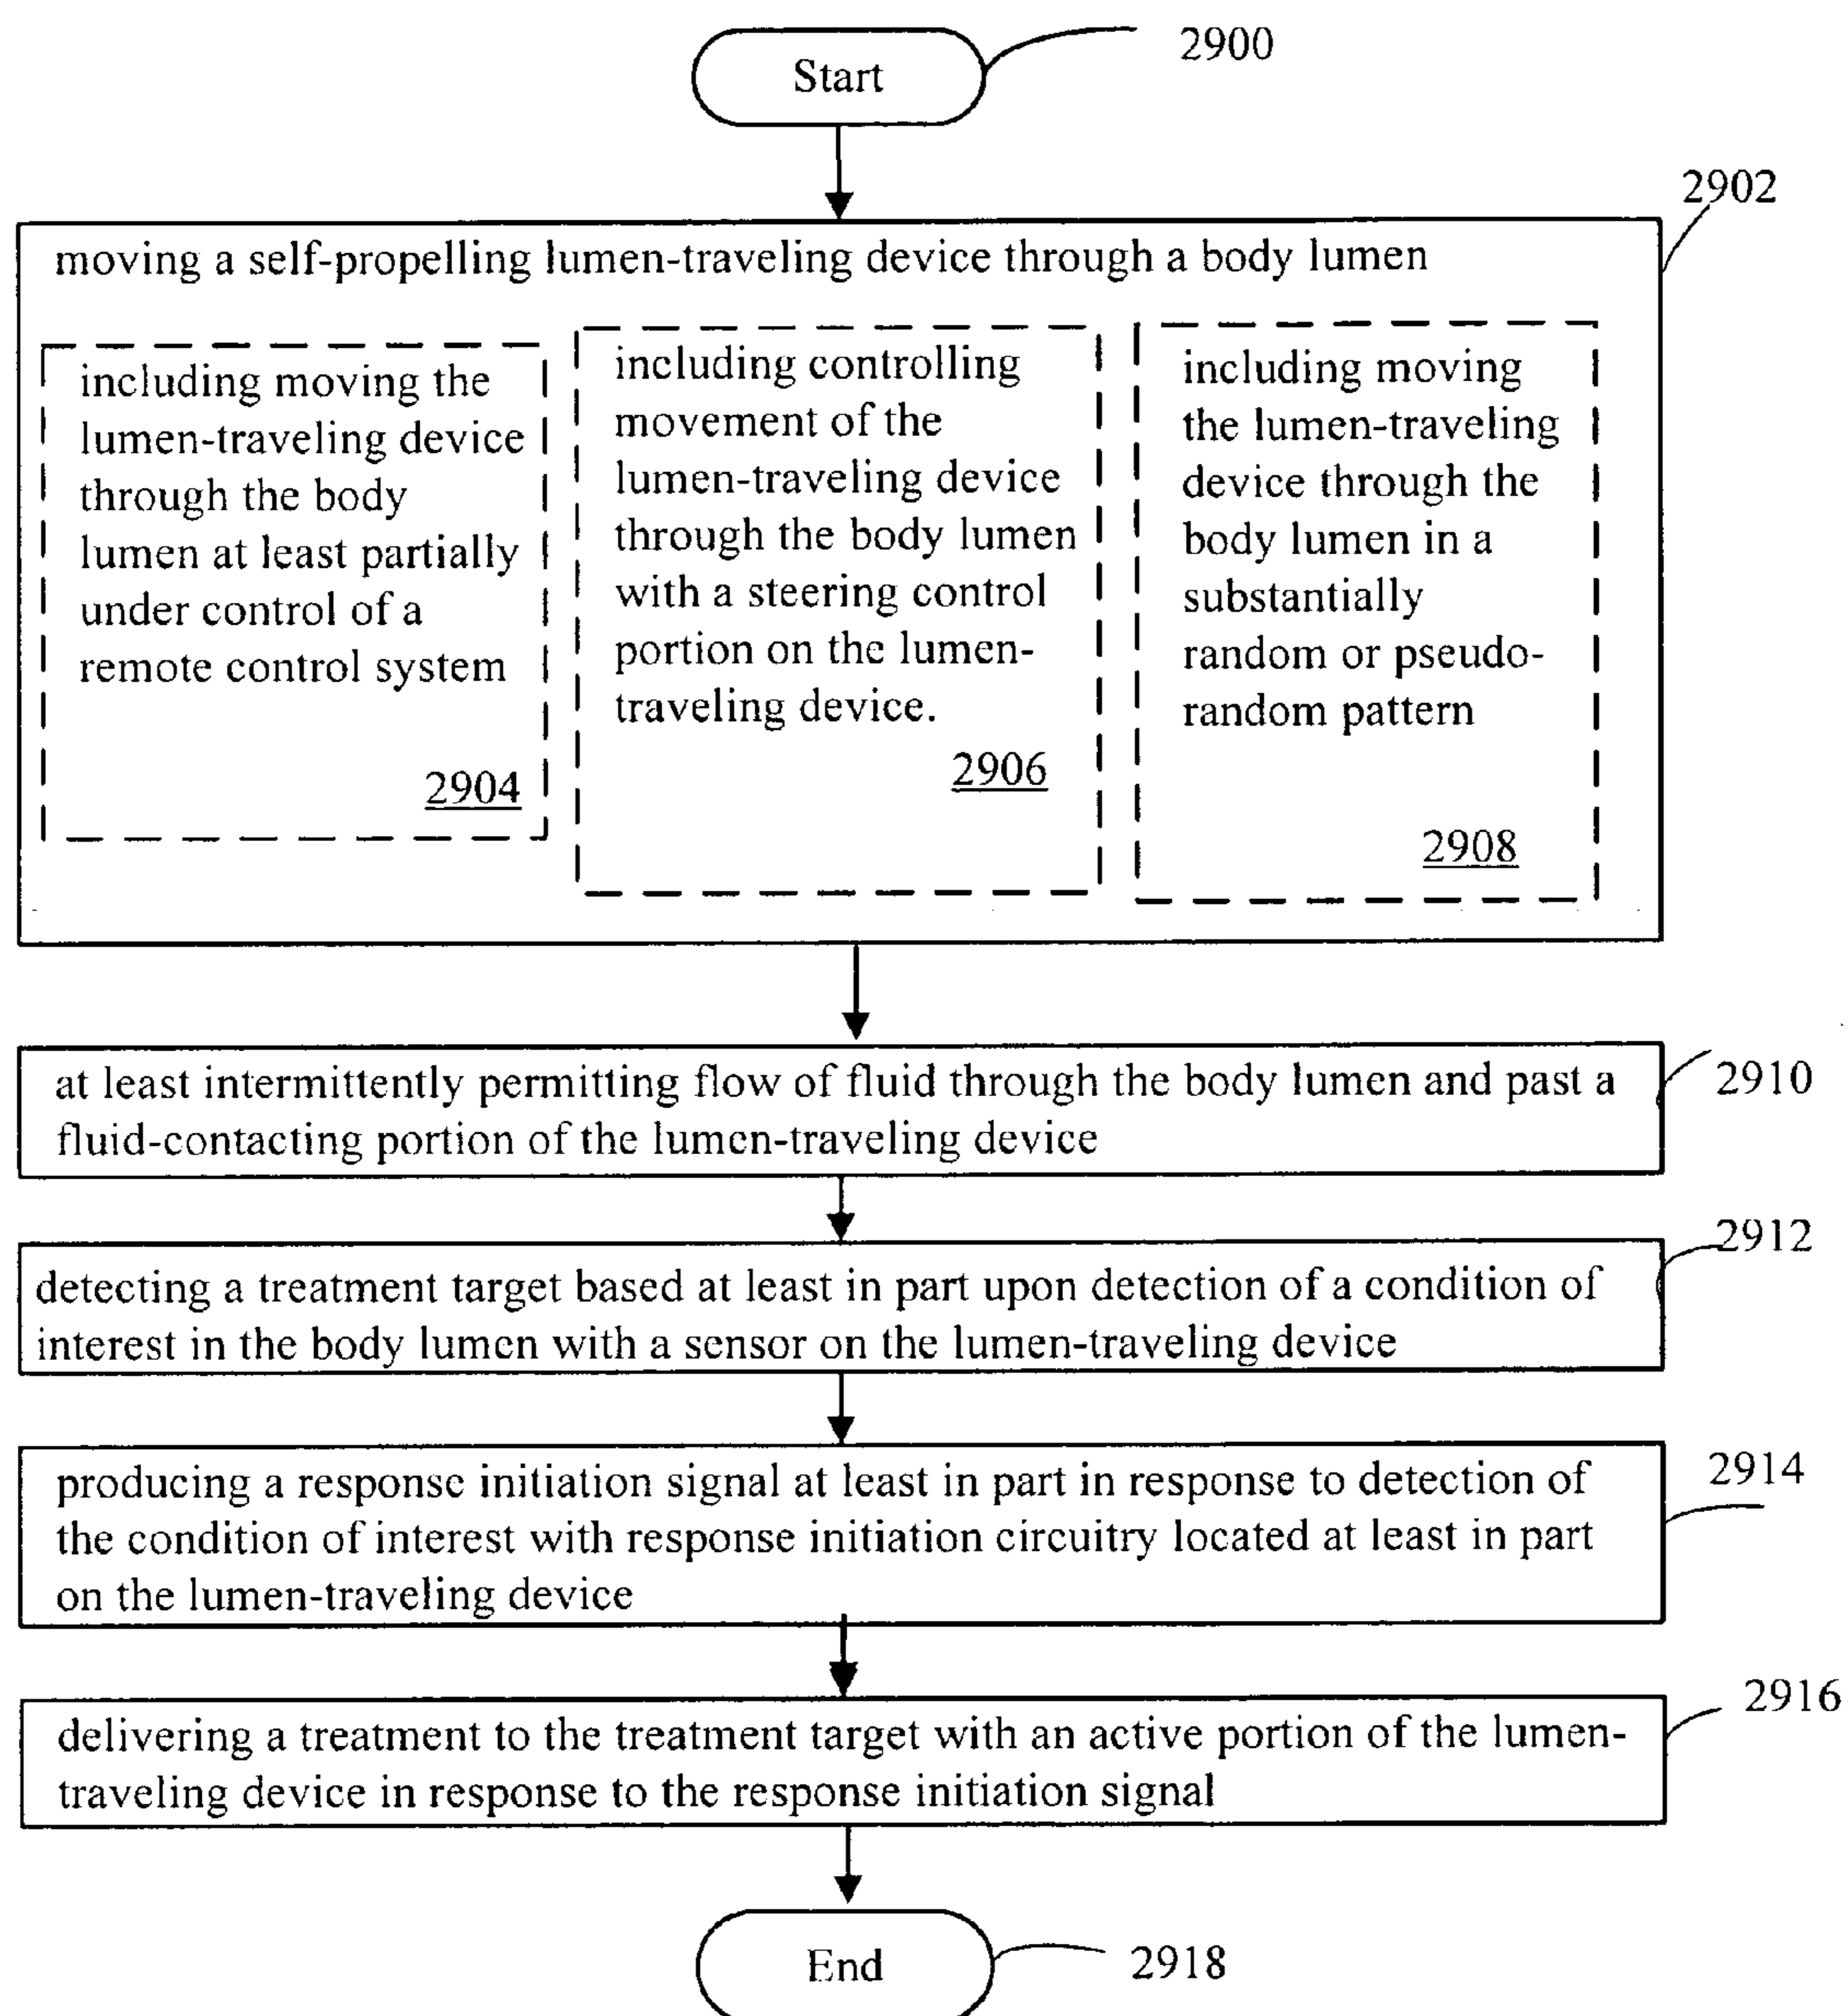 Start
2900
2902
moving a self-propelling lumen-traveling device through a body lumen
including moving the
lumen-traveling device
through the body
lumen at least partially
under control of a
remote control system
2904
including controlling
movement of the
lumen-traveling device
through the body lumen
with a steering control
portion on the lumen-
traveling device.
2906
including moving
the lumen-traveling
device through the
body lumen in a
substantially
random or pseudo-
random pattern
2908
at least intermittently permitting flow of fluid through the body lumen and past a
fluid-contacting portion of the lumen-traveling device
2910
detecting a treatment target based at least in part upon detection of a condition of
interest in the body lumen with a sensor on the lumen-traveling device
2912
producing a response initiation signal at least in part in response to detection of
the condition of interest with response initiation circuitry located at least in part
on the lumen-traveling device
2914
delivering a treatment to the treatment target with an active portion of the lumen-
traveling device in response to the response initiation signal
2916
End
2918